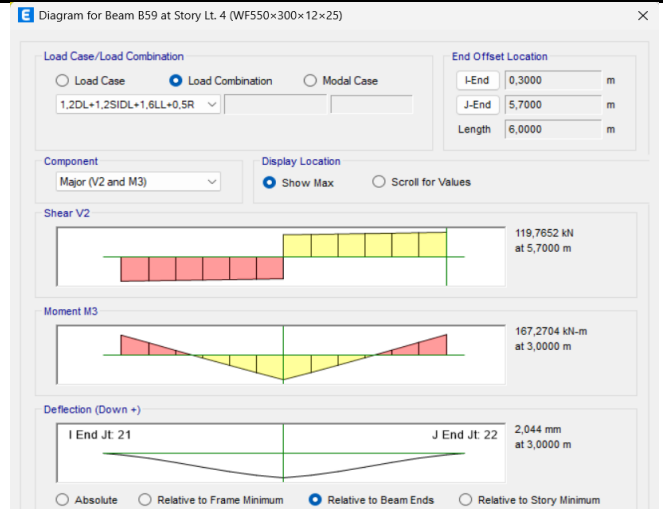 E Diagram for Beam B59 at Story Lt. 4 (WF550×300×12×25)
Load Case/Load Combination
Load Case Load Combination Modal Case
1,2DL+1,2SIDL+1,6LL+0,5R
End Offset Location
I-End 0,3000 m
J-End 5,7000 m
Length 6,0000 m
Component
Major (V2 and M3)
Display Location
Show Max Scroll for Values
Shear V2
119,7652 kN
at 5,7000 m
Moment M3
167,2704 kN-m
at 3,0000 m
Deflection (Down +)
I End Jt: 21 J End Jt: 22
2,044 mm
at 3,0000 m
Absolute Relative to Frame Minimum Relative to Beam Ends Relative to Story Minimum